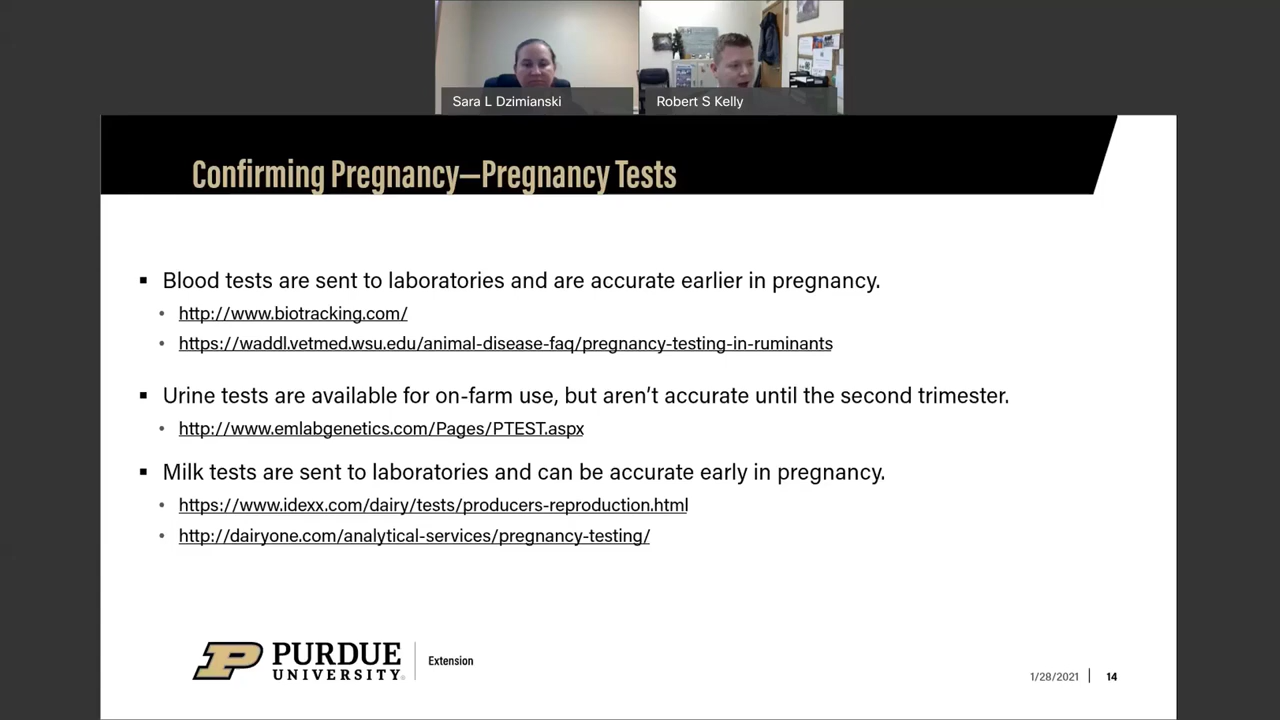 Sara L Dzimianski
Robert S Kelly
Confirming Pregnancy—Pregnancy Tests
▪ Blood tests are sent to laboratories and are accurate earlier in pregnancy.
• http://www.biotracking.com/
• https://waddl.vetmed.wsu.edu/animal-disease-faq/pregnancy-testing-in-ruminants
▪ Urine tests are available for on-farm use, but aren’t accurate until the second trimester.
• http://www.emlabgenetics.com/Pages/PTEST.aspx
▪ Milk tests are sent to laboratories and can be accurate early in pregnancy.
• https://www.idexx.com/dairy/tests/producers-reproduction.html
• http://dairyone.com/analytical-services/pregnancy-testing/
P PURDUE UNIVERSITY® | Extension
1/28/2021 | 14